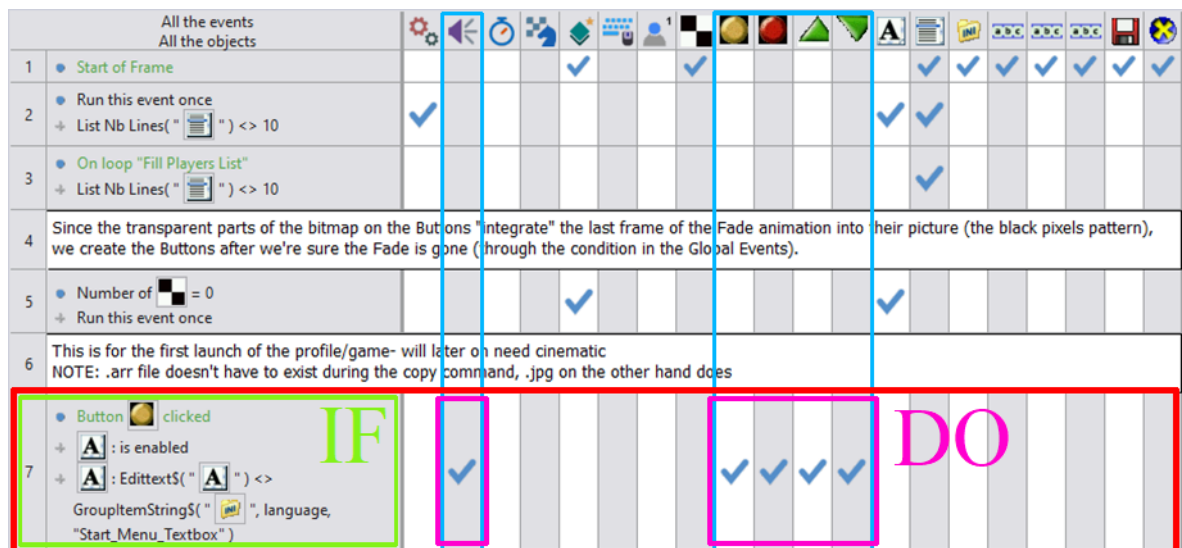 All the events
All the objects
1
1 Start of Frame
2 Run this event once
List Nb Lines( " " ) <> 10
3 On loop "Fill Players List"
List Nb Lines( " " ) <> 10
4 Since the transparent parts of the bitmap on the Buttons "integrate" the last frame of the Fade animation into their picture (the black pixels pattern),
we create the Buttons after we're sure the Fade is gone (through the condition in the Global Events).
5 Number of = 0
Run this event once
6 This is for the first launch of the profile/game- will later on need cinematic
NOTE: .arr file doesn't have to exist during the copy command, .jpg on the other hand does
7 Button clicked
A : is enabled
A : Edittext$( " A " ) <>
GroupItemString$( " INI ", language,
"Start_Menu_Textbox" )
IF
DO
A INI abc abc abc